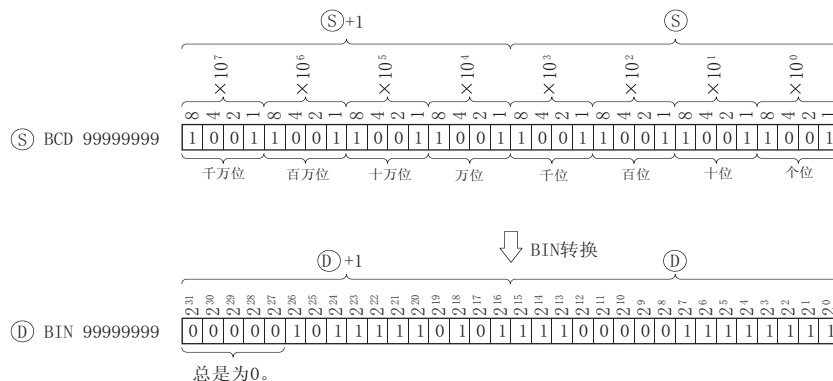 Ⓢ+1 Ⓢ
×10⁷ ×10⁶ ×10⁵ ×10⁴ ×10³ ×10² ×10¹ ×10⁰
8 4 2 1 8 4 2 1 8 4 2 1 8 4 2 1 8 4 2 1 8 4 2 1 8 4 2 1 8 4 2 1
Ⓢ BCD 99999999 1 0 0 1 1 0 0 1 1 0 0 1 1 0 0 1 1 0 0 1 1 0 0 1 1 0 0 1 1 0 0 1
千万位 百万位 十万位 万位 千位 百位 十位 个位
BIN转换
Ⓓ+1 Ⓓ
2³¹ 2³⁰ 2²⁹ 2²⁸ 2²⁷ 2²⁶ 2²⁵ 2²⁴ 2²³ 2²² 2²¹ 2²⁰ 2¹⁹ 2¹⁸ 2¹⁷ 2¹⁶ 2¹⁵ 2¹⁴ 2¹³ 2¹² 2¹¹ 2¹⁰ 2⁹ 2⁸ 2⁷ 2⁶ 2⁵ 2⁴ 2³ 2² 2¹ 2⁰
Ⓓ BIN 99999999 0 0 0 0 0 1 0 1 1 1 1 1 0 1 0 1 1 1 1 0 0 0 0 0 1 1 1 1 1 1 1 1
总是为0。